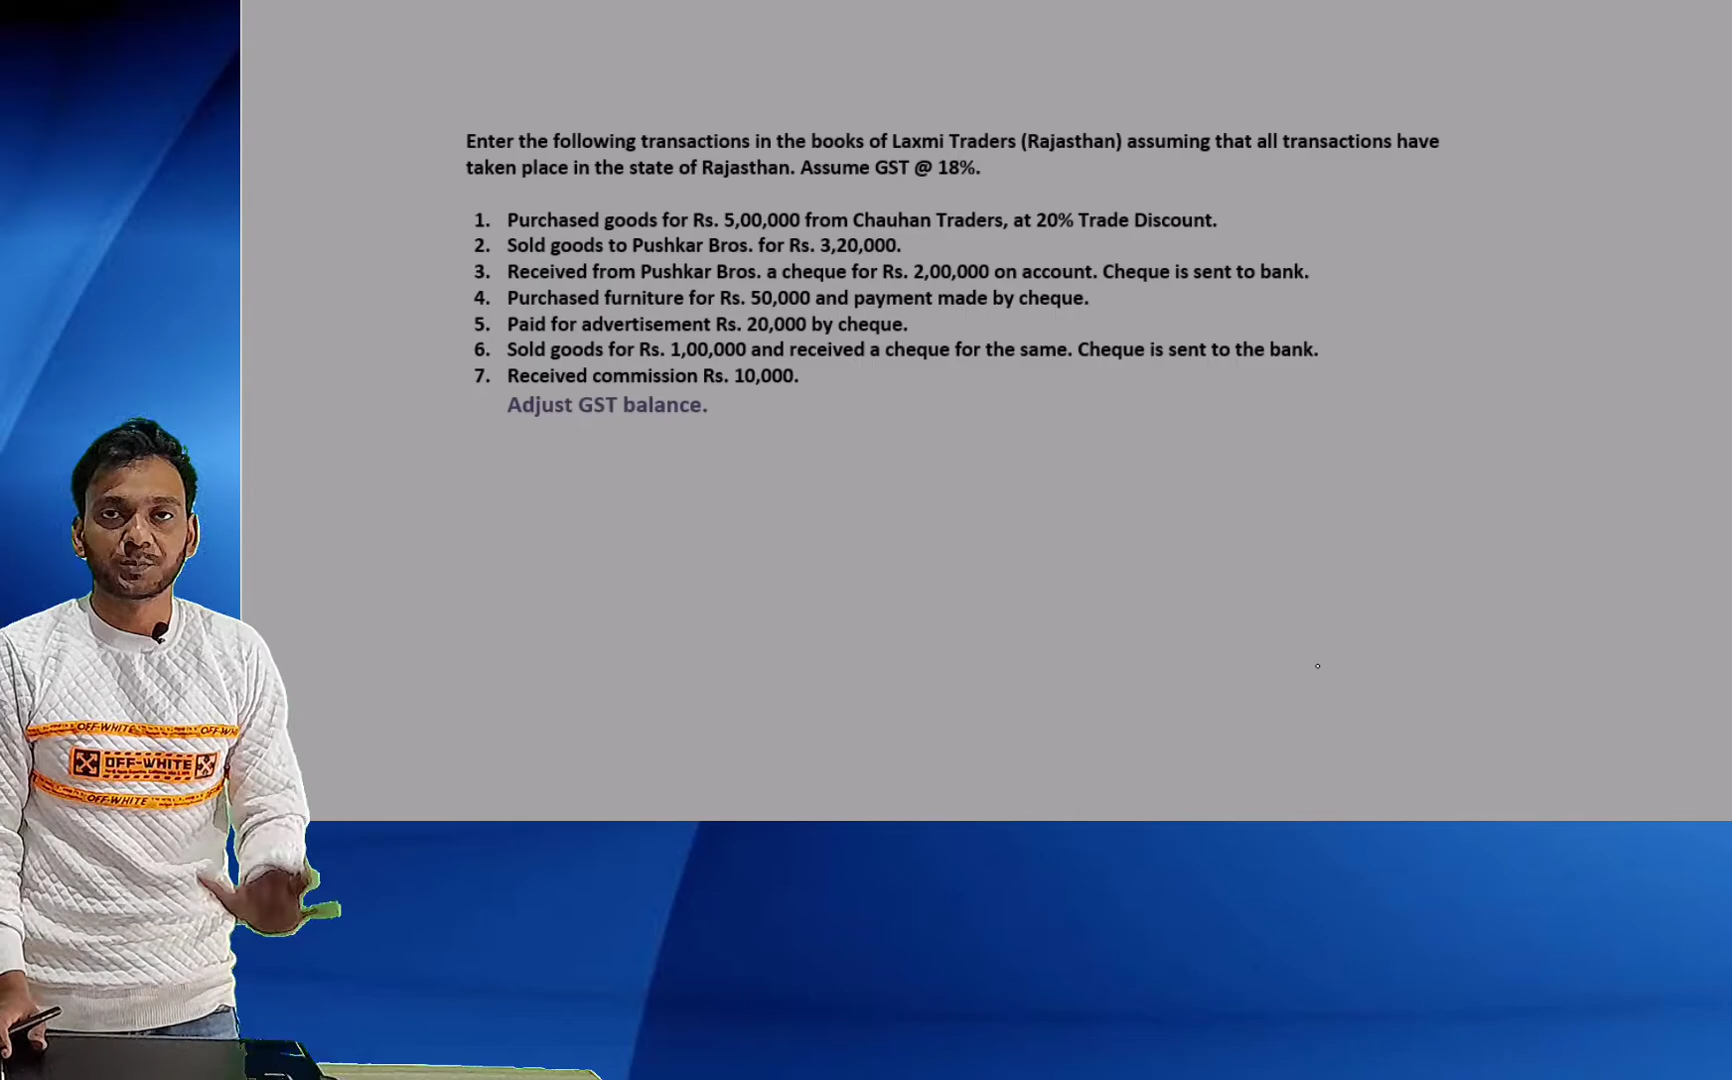 Enter the following transactions in the books of Laxmi Traders (Rajasthan) assuming that all transactions have
taken place in the state of Rajasthan. Assume GST @ 18%.
1. Purchased goods for Rs. 5,00,000 from Chauhan Traders, at 20% Trade Discount.
2. Sold goods to Pushkar Bros. for Rs. 3,20,000.
3. Received from Pushkar Bros. a cheque for Rs. 2,00,000 on account. Cheque is sent to bank.
4. Purchased furniture for Rs. 50,000 and payment made by cheque.
5. Paid for advertisement Rs. 20,000 by cheque.
6. Sold goods for Rs. 1,00,000 and received a cheque for the same. Cheque is sent to the bank.
7. Received commission Rs. 10,000.
Adjust GST balance.
OFF-WHITE OFF-WH
OFF-WHITE
OFF-WHITE